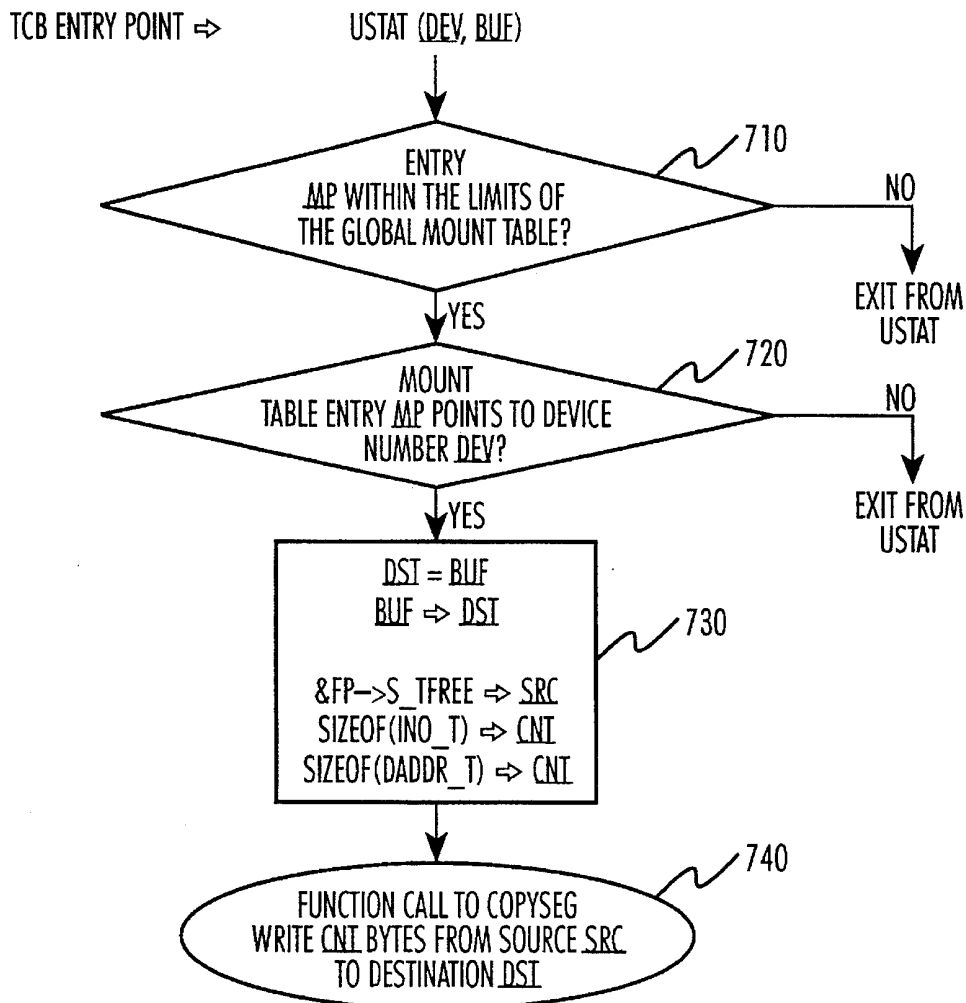 TCB ENTRY POINT ⇨ USTAT (DEV, BUF)
710
ENTRY
MP WITHIN THE LIMITS OF
THE GLOBAL MOUNT TABLE?
NO
EXIT FROM
USTAT
YES
720
MOUNT
TABLE ENTRY MP POINTS TO DEVICE
NUMBER DEV?
NO
EXIT FROM
USTAT
YES
730
DST = BUF
BUF ⇨ DST
&FP->S_TFREE ⇨ SRC
SIZEOF(INO_T) ⇨ CNT
SIZEOF(DADDR_T) ⇨ CNT
740
FUNCTION CALL TO COPYSEG
WRITE CNT BYTES FROM SOURCE SRC
TO DESTINATION DST